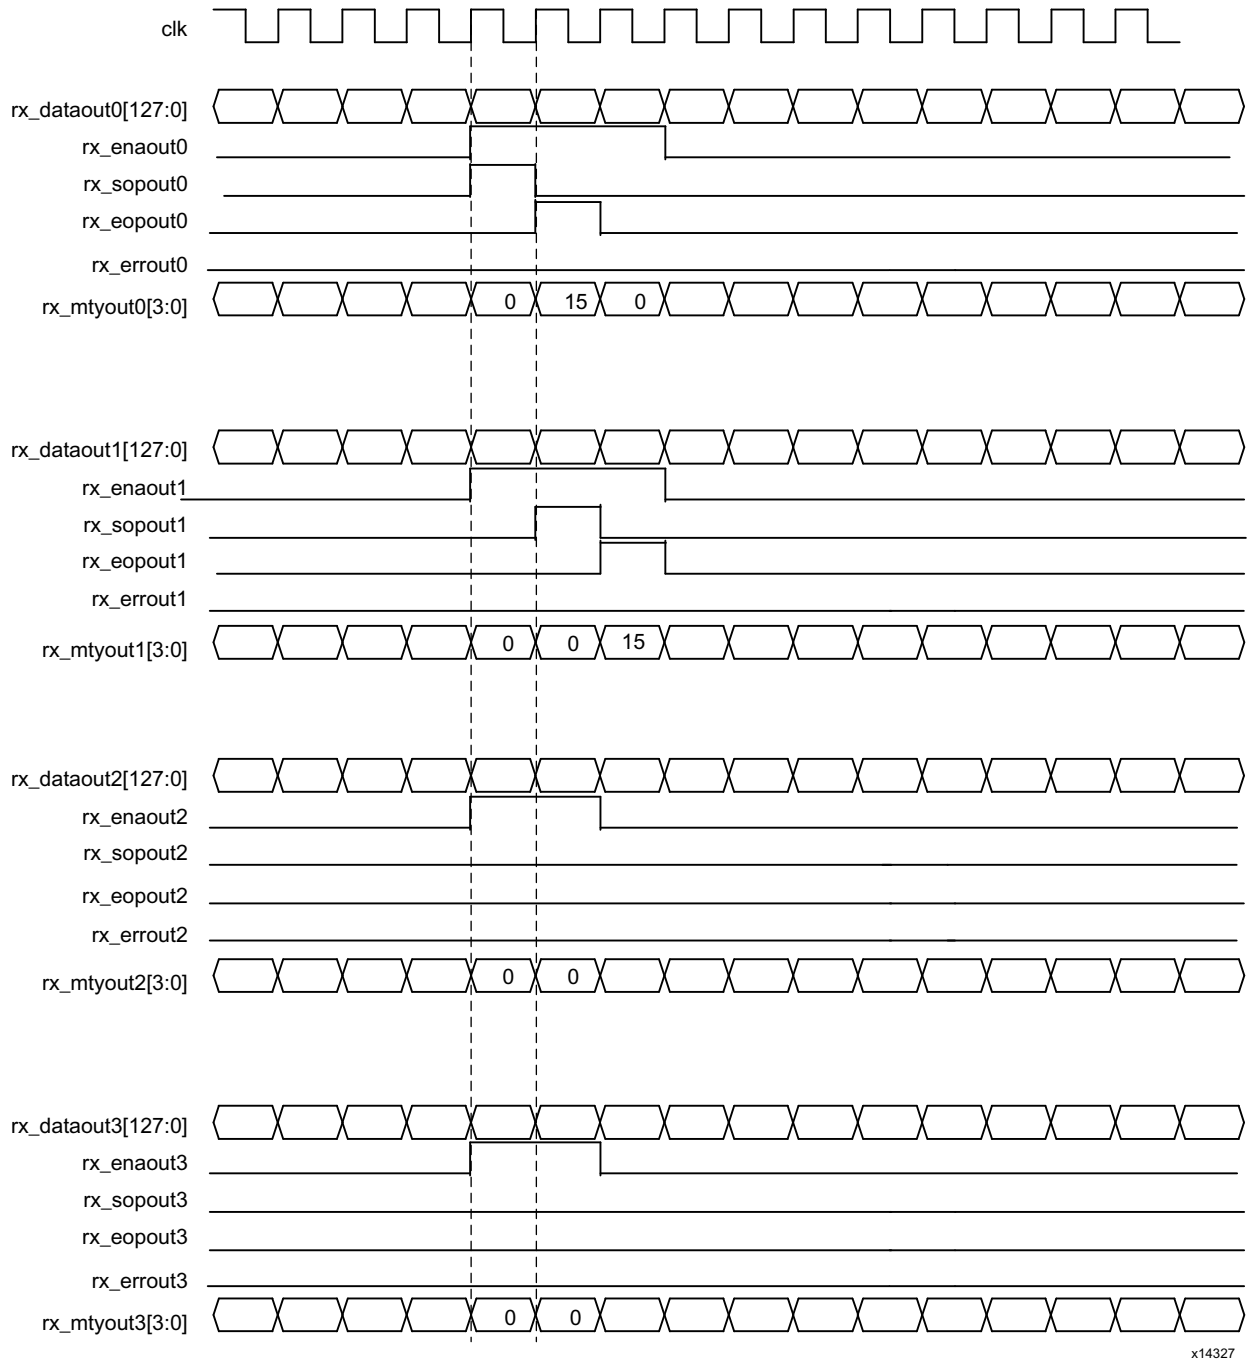 clk
rx_dataout0[127:0]
rx_enaout0
rx_sopout0
rx_eopout0
rx_errout0
rx_mtyout0[3:0] 0 15 0
rx_dataout1[127:0]
rx_enaout1
rx_sopout1
rx_eopout1
rx_errout1
rx_mtyout1[3:0] 0 0 15
rx_dataout2[127:0]
rx_enaout2
rx_sopout2
rx_eopout2
rx_errout2
rx_mtyout2[3:0] 0 0
rx_dataout3[127:0]
rx_enaout3
rx_sopout3
rx_eopout3
rx_errout3
rx_mtyout3[3:0] 0 0
x14327